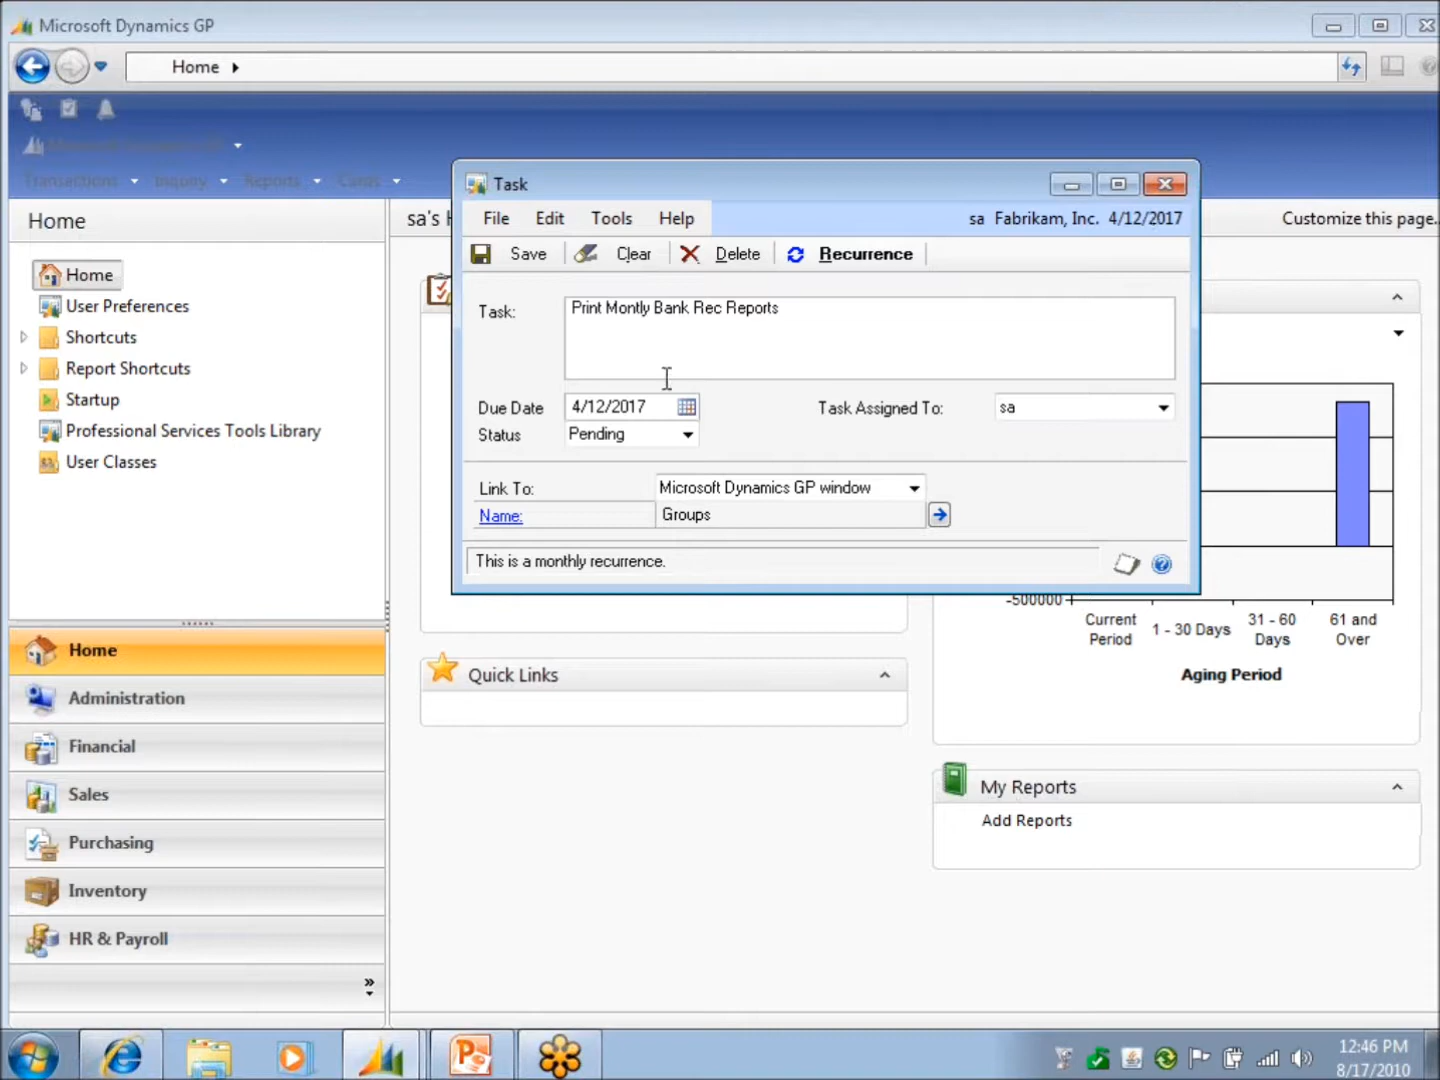 Microsoft Dynamics GP
Home
Transactions Inquiry Reports Cards
Home
sa's H
Customize this page..
Home
User Preferences
Shortcuts
Report Shortcuts
Startup
Professional Services Tools Library
User Classes
Task
File Edit Tools Help
sa Fabrikam, Inc. 4/12/2017
Save Clear Delete Recurrence
Task: Print Montly Bank Rec Reports
Due Date 4/12/2017
Task Assigned To: sa
Status Pending
Link To: Microsoft Dynamics GP window
Name: Groups
This is a monthly recurrence.
-500000
Current Period
1 - 30 Days
31 - 60 Days
61 and Over
Aging Period
Quick Links
My Reports
Add Reports
Home
Administration
Financial
Sales
Purchasing
Inventory
HR & Payroll
12:46 PM
8/17/2010